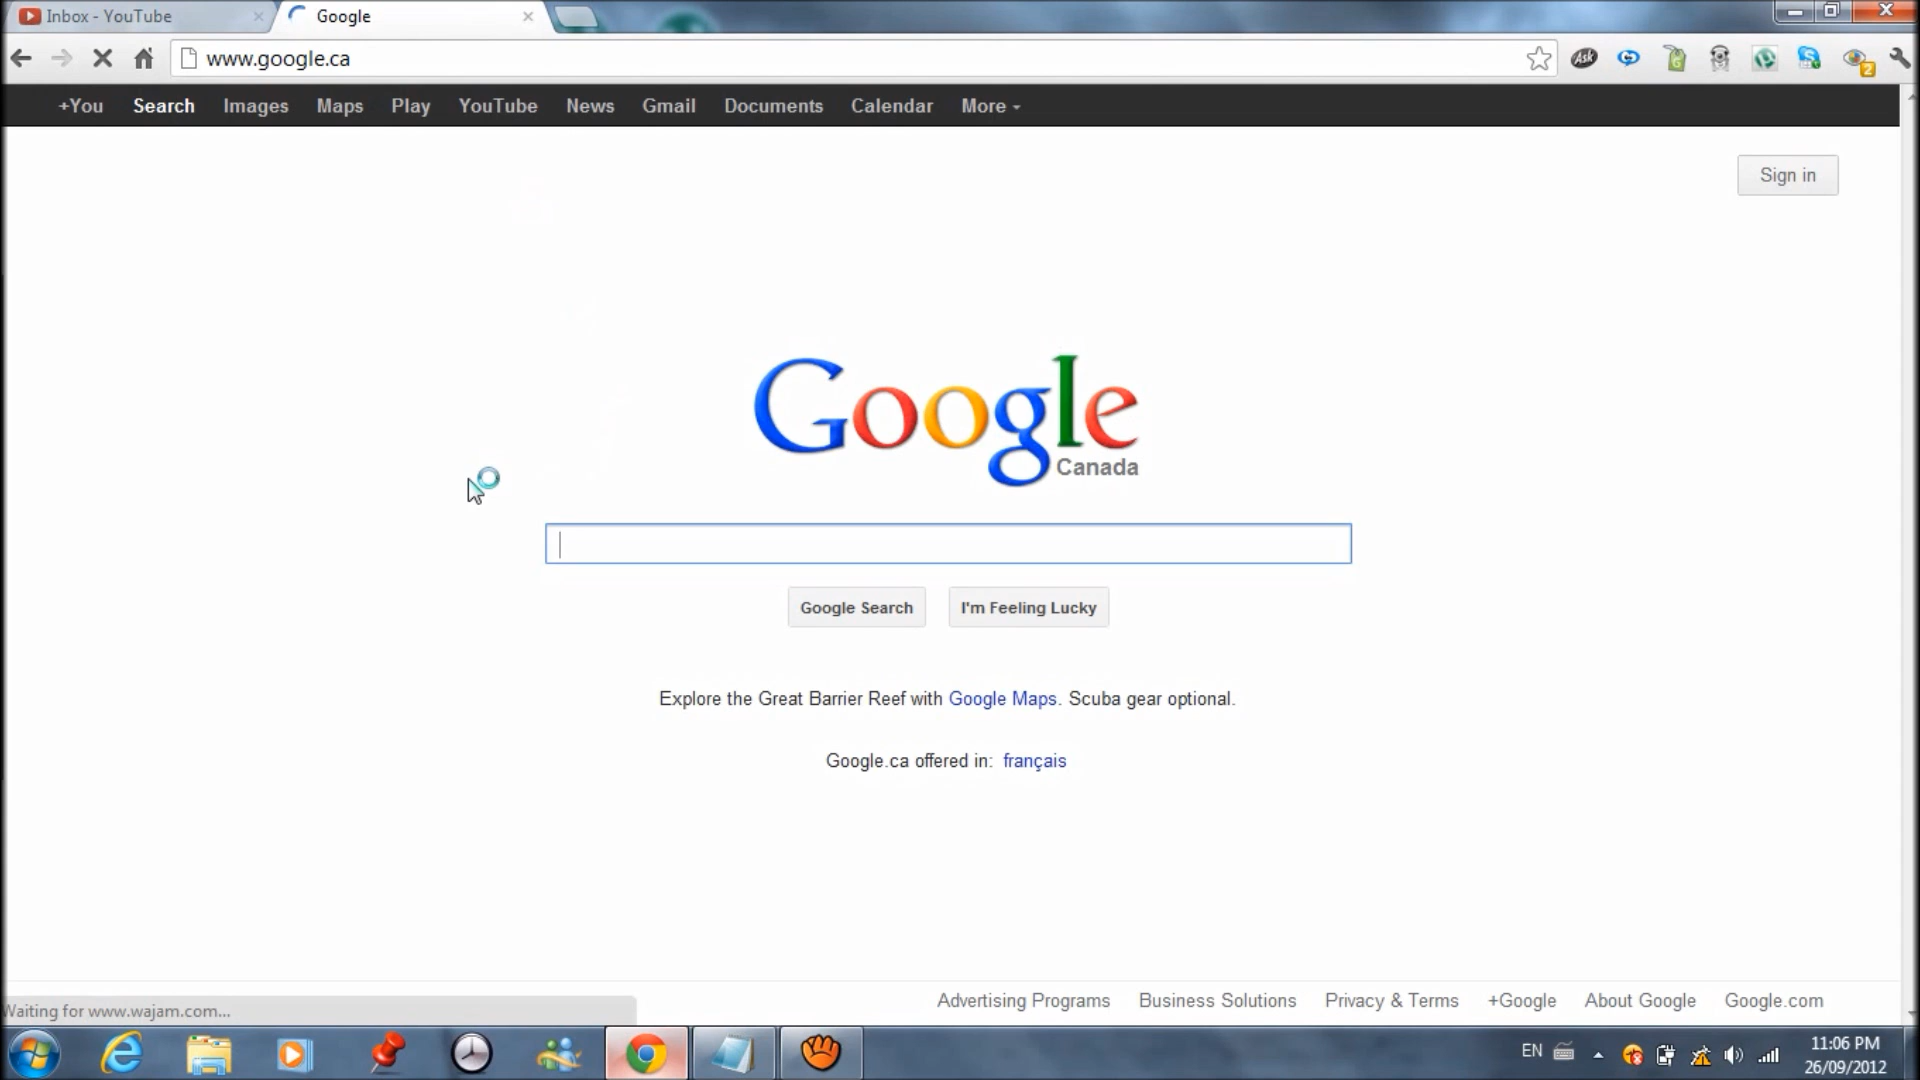 Inbox - YouTube
Google
www.google.ca
Ask
2
+You Search Images Maps Play YouTube News Gmail Documents Calendar More
Sign in
Google
Canada
Google Search I'm Feeling Lucky
Explore the Great Barrier Reef with Google Maps. Scuba gear optional.
Google.ca offered in: français
Advertising Programs Business Solutions Privacy & Terms +Google About Google Google.com
Waiting for www.wajam.com...
EN
11:06 PM
26/09/2012